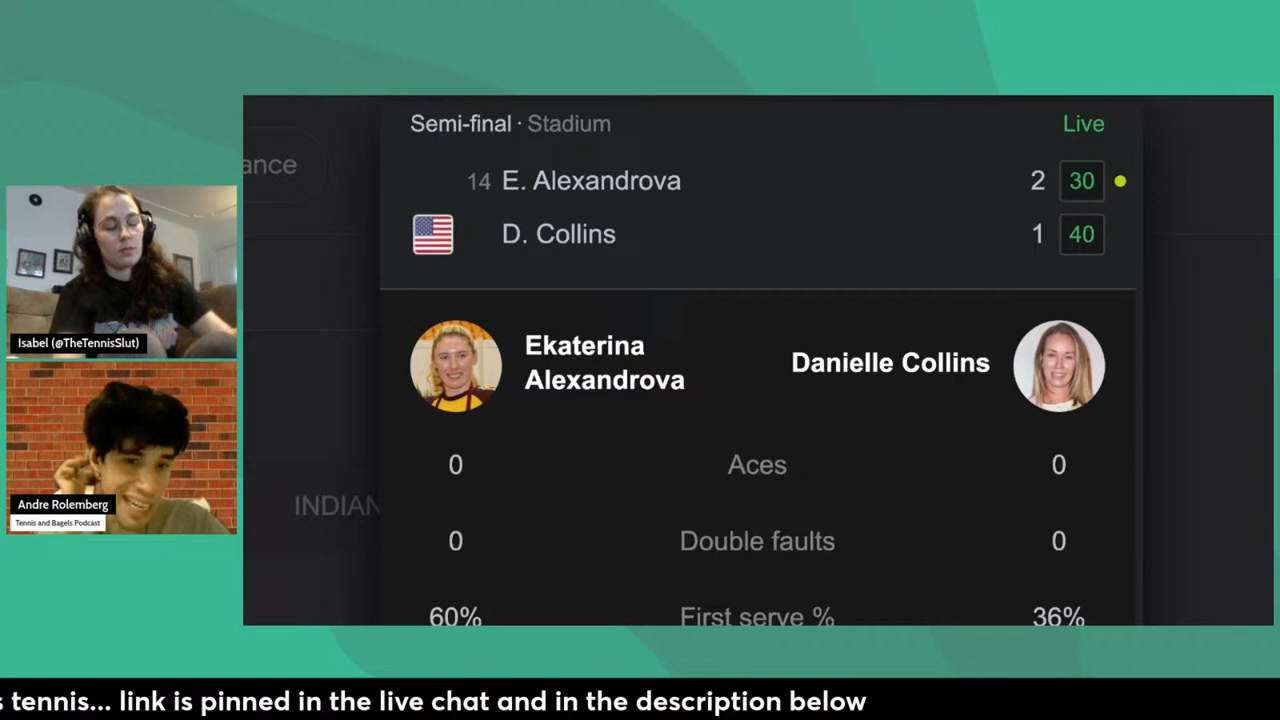 Semi-final · Stadium
Live
ance
14 E. Alexandrova 2 30
D. Collins 1 40
Ekaterina
Alexandrova
Danielle Collins
Isabel (@TheTennisSlut)
0 Aces 0
Andre Rolemberg
INDIAN
Tennis and Bagels Podcast
0 Double faults 0
60% First serve % 36%
s tennis... link is pinned in the live chat and in the description below